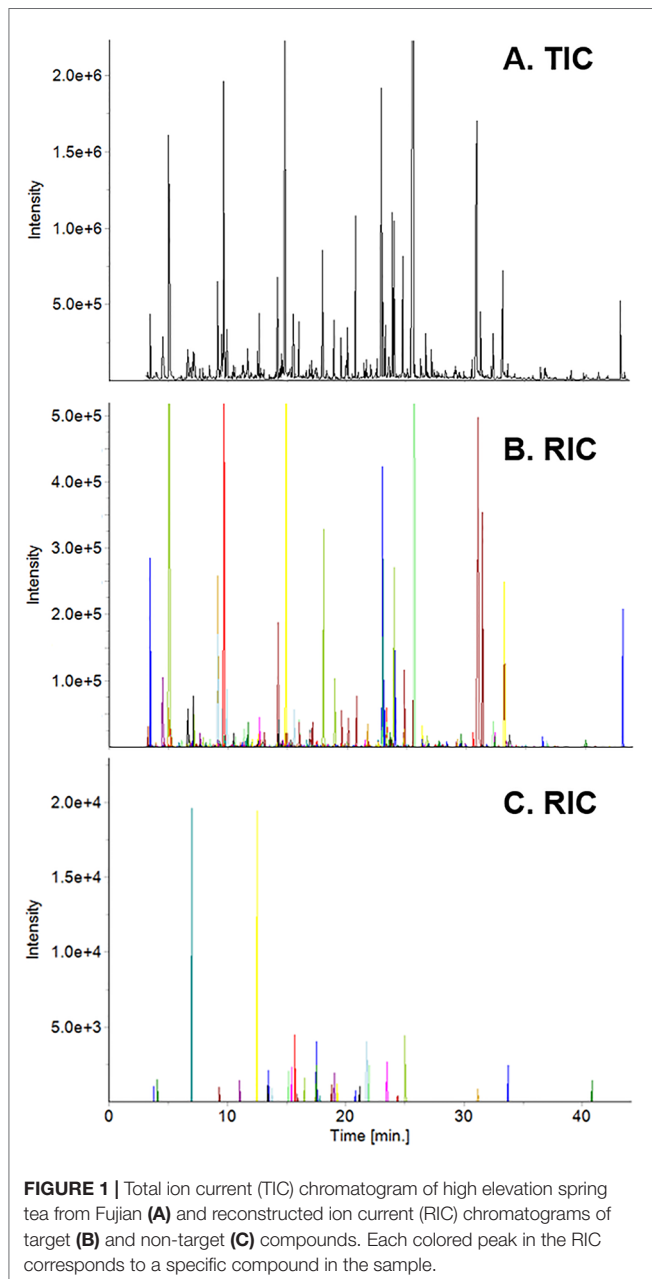 A. TIC
2.0e+6
1.5e+6
1.0e+6
5.0e+5
Intensity
B. RIC
5.0e+5
4.0e+5
3.0e+5
2.0e+5
1.0e+5
Intensity
C. RIC
2.0e+4
1.5e+4
1.0e+4
5.0e+3
Intensity
0 10 20 30 40
Time [min.]
FIGURE 1 | Total ion current (TIC) chromatogram of high elevation spring
tea from Fujian (A) and reconstructed ion current (RIC) chromatograms of
target (B) and non-target (C) compounds. Each colored peak in the RIC
corresponds to a specific compound in the sample.